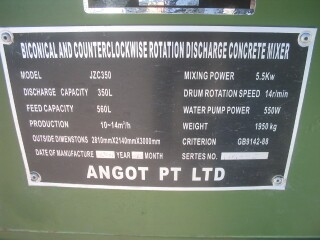 BICONICAL AND COUNTERCLOCKWISE ROTATION DISCHARGE CONCRETE MIXER
MODEL JZC350 MIXING POWER 5.5Kw
DISCHARGE CAPACITY 350L DRUM ROTATION SPEED 14r/min
FEED CAPACITY 560L WATER PUMP POWER 550W
PRODUCTION 10-14m³/h WEIGHT 1950kg
OUTSIDE DIMENSIONS 2810mmX2140mmX3000mm CRITERION GB9142-88
DATE OF MANUFACTURE YEAR MONTH SERTES NO.
ANGOT PT LTD